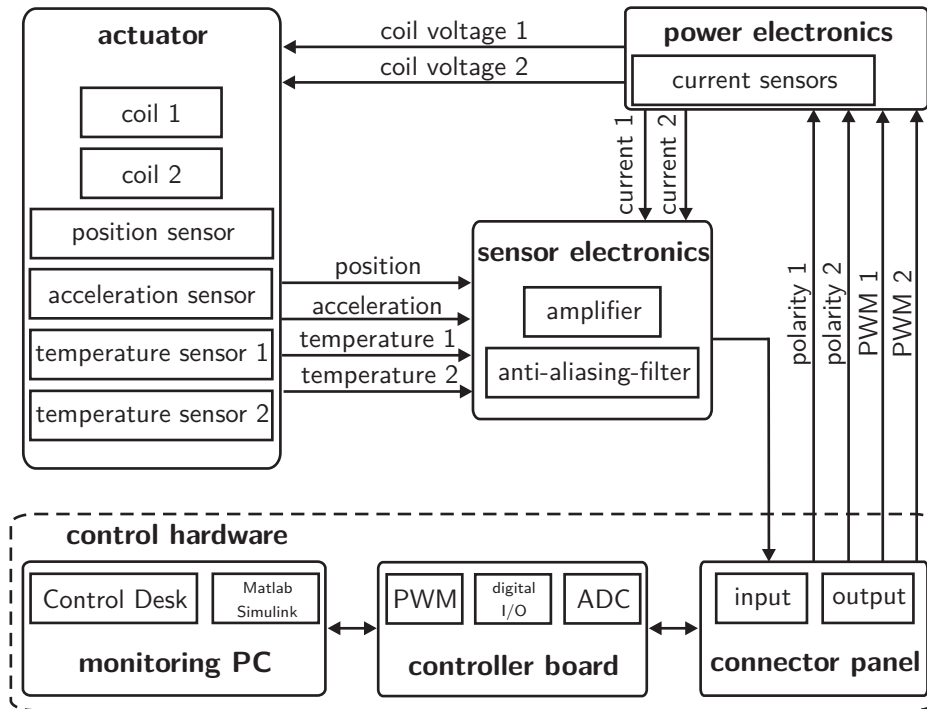 actuator
coil 1
coil 2
position sensor
acceleration sensor
temperature sensor 1
temperature sensor 2
coil voltage 1
coil voltage 2
power electronics
current sensors
current 1
current 2
position
acceleration
temperature 1
temperature 2
sensor electronics
amplifier
anti-aliasing-filter
polarity 1
polarity 2
PWM 1
PWM 2
control hardware
Control Desk
Matlab
Simulink
monitoring PC
PWM
digital
I/O
ADC
controller board
input
output
connector panel